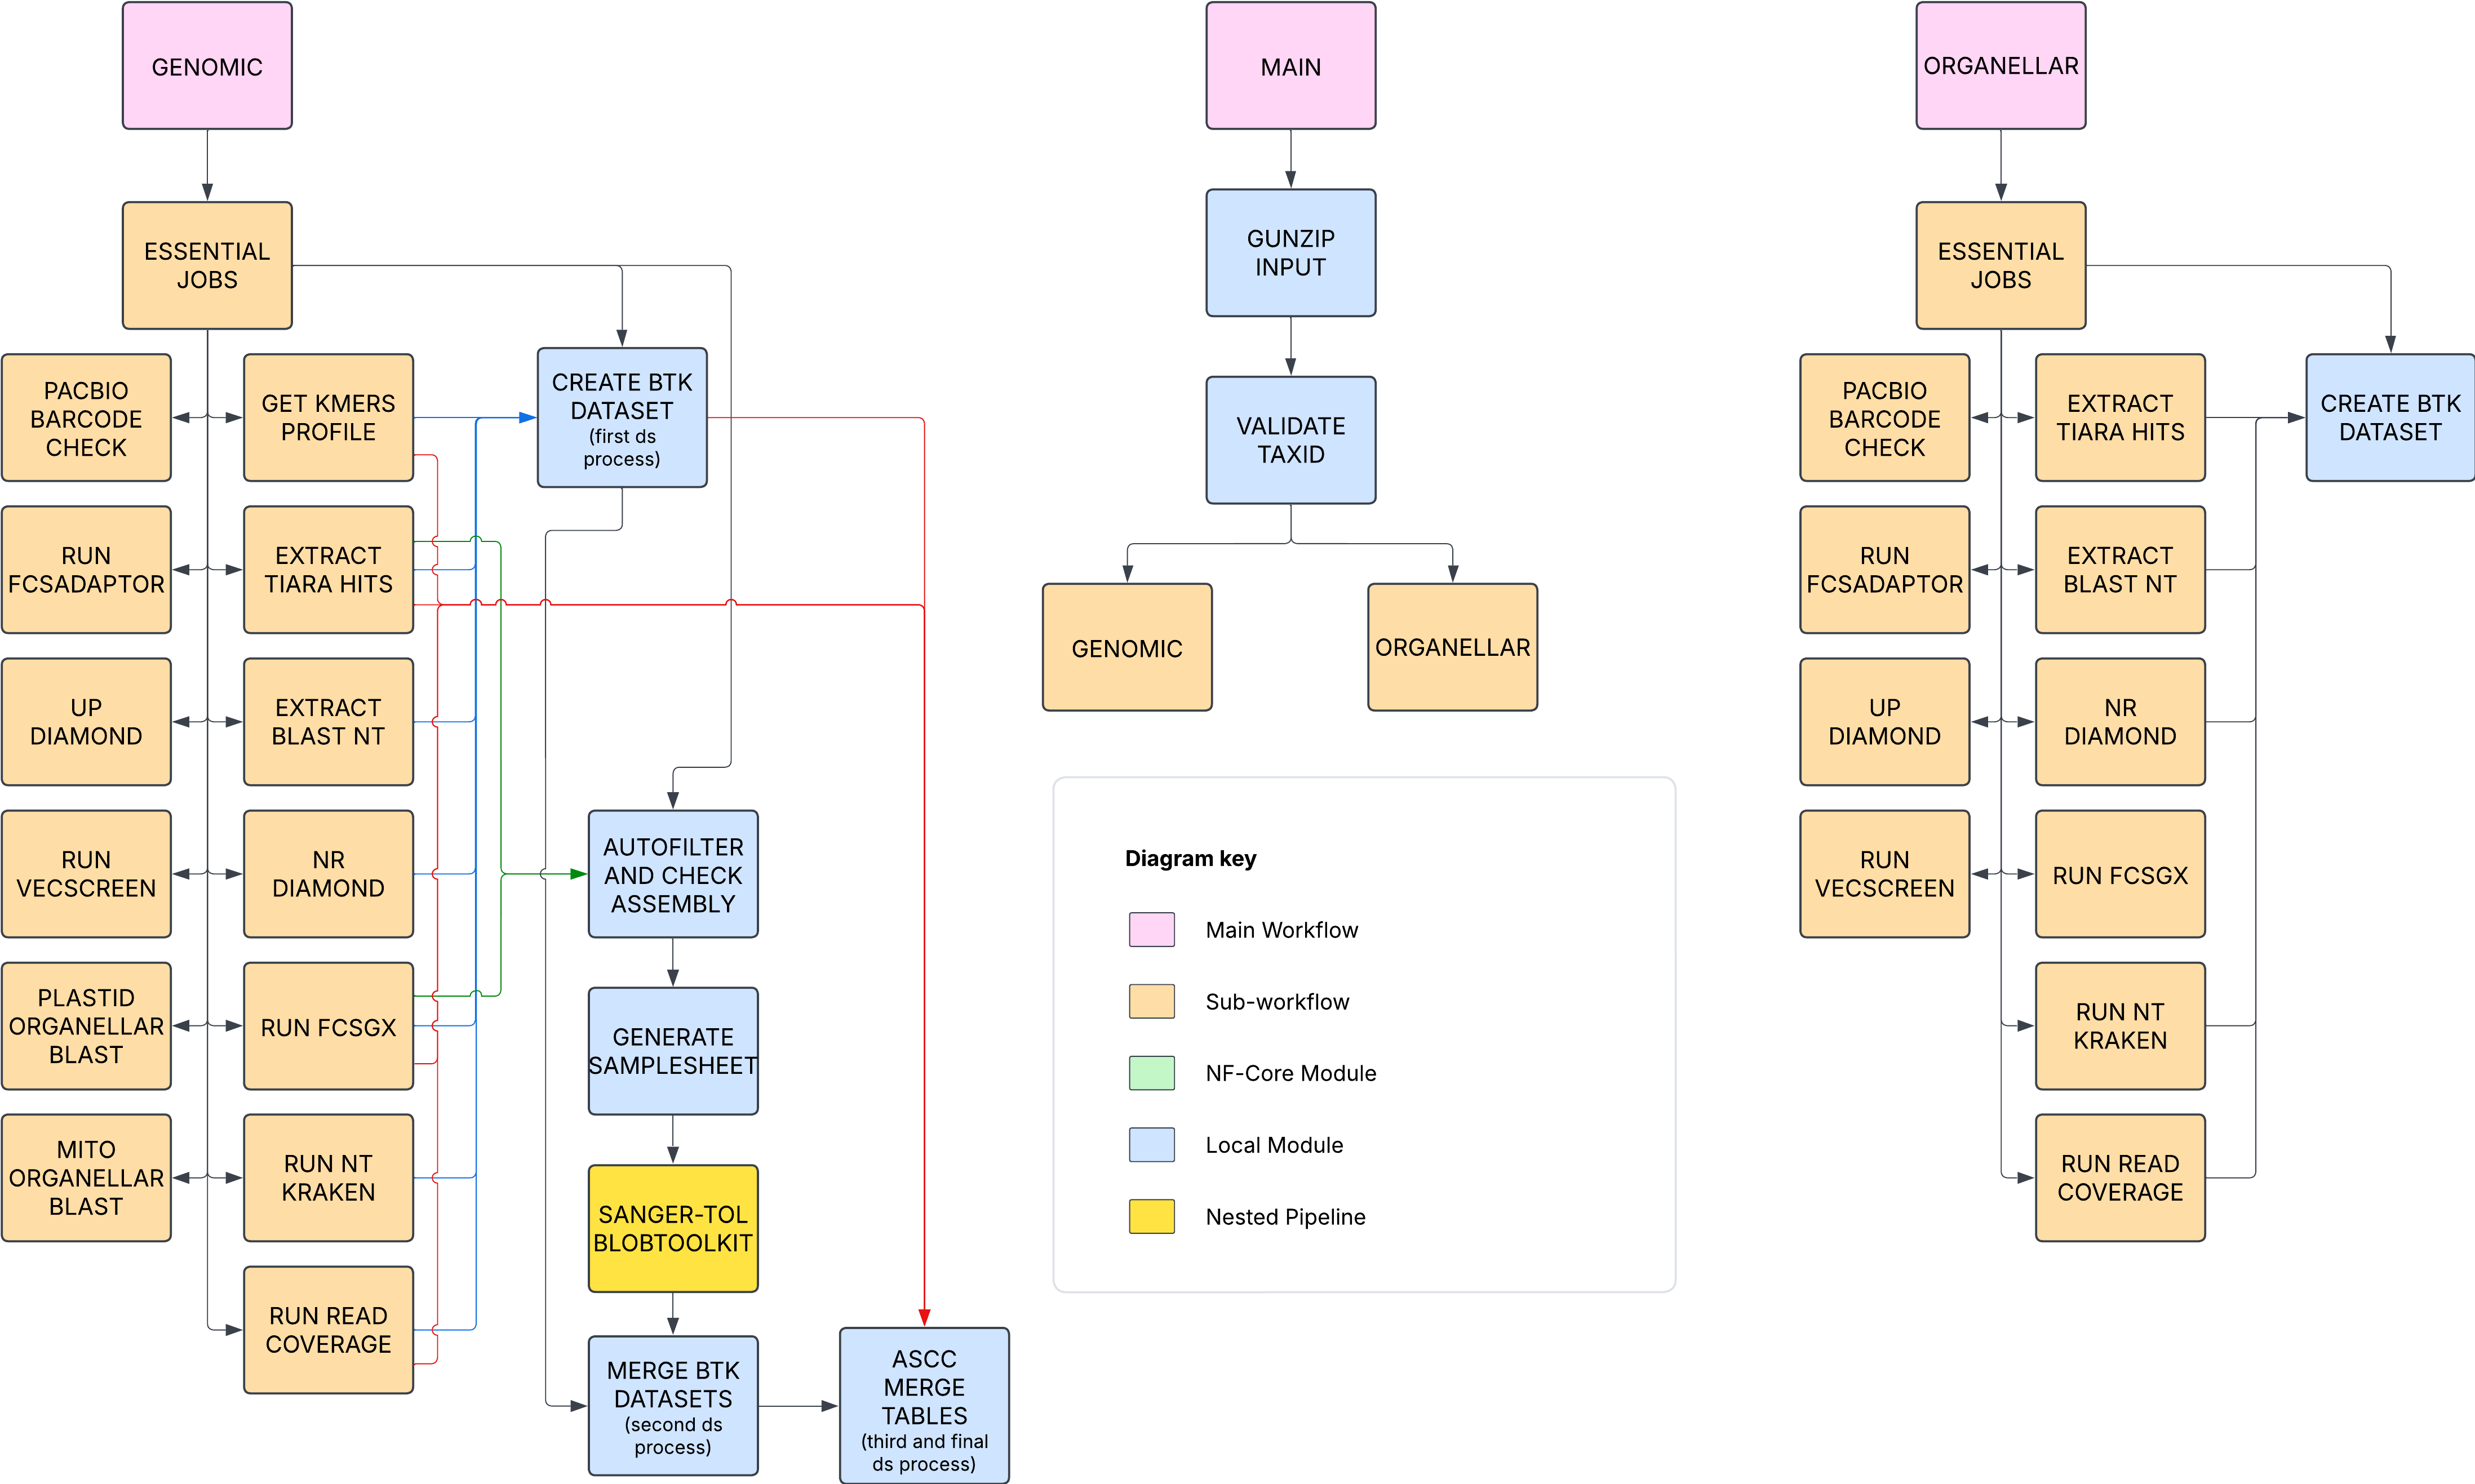 GENOMIC
ESSENTIAL
JOBS
PACBIO
BARCODE
CHECK
GET KMERS
PROFILE
RUN
FCSADAPTOR
EXTRACT
TIARA HITS
UP
DIAMOND
EXTRACT
BLAST NT
RUN
VECSCREEN
NR
DIAMOND
PLASTID
ORGANELLAR
BLAST
RUN FCSGX
MITO
ORGANELLAR
BLAST
RUN NT
KRAKEN
RUN READ
COVERAGE
CREATE BTK
DATASET
(first ds
process)
AUTOFILTER
AND CHECK
ASSEMBLY
GENERATE
SAMPLESHEET
SANGER-TOL
BLOBTOOLKIT
MERGE BTK
DATASETS
(second ds
process)
ASCC
MERGE
TABLES
(third and final
ds process)
MAIN
GUNZIP
INPUT
VALIDATE
TAXID
GENOMIC
ORGANELLAR
Diagram key
Main Workflow
Sub-workflow
NF-Core Module
Local Module
Nested Pipeline
ORGANELLAR
ESSENTIAL
JOBS
PACBIO
BARCODE
CHECK
EXTRACT
TIARA HITS
CREATE BTK
DATASET
RUN
FCSADAPTOR
EXTRACT
BLAST NT
UP
DIAMOND
NR
DIAMOND
RUN
VECSCREEN
RUN FCSGX
RUN NT
KRAKEN
RUN READ
COVERAGE